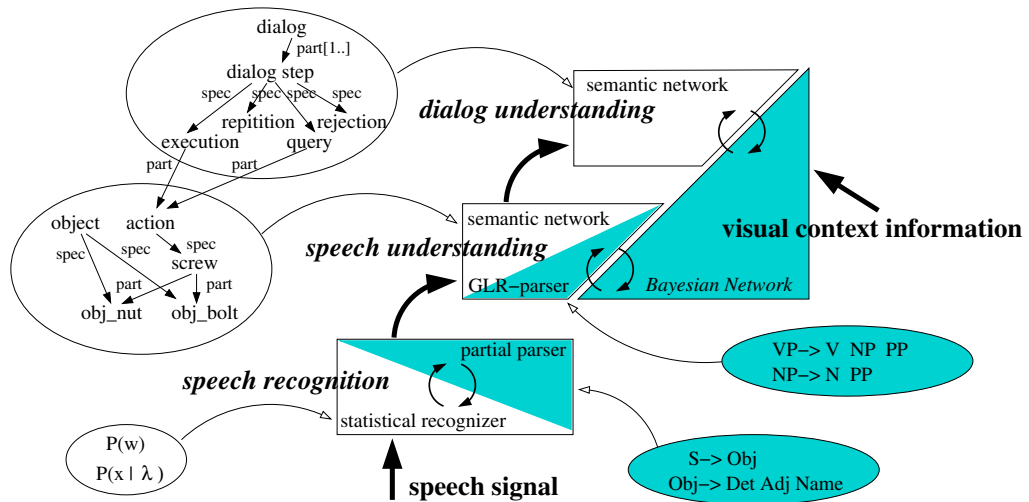 dialog
part[1..]
dialog step
spec
spec
spec
spec
repitition
rejection
execution
query
part
part
object
action
spec
spec
spec
screw
part
part
obj_nut
obj_bolt
semantic network
dialog understanding
semantic network
speech understanding
GLR-parser
visual context information
Bayesian Network
partial parser
speech recognition
statistical recognizer
VP-> V NP PP
NP-> N PP
P(w)
P(x | λ )
S-> Obj
Obj-> Det Adj Name
speech signal